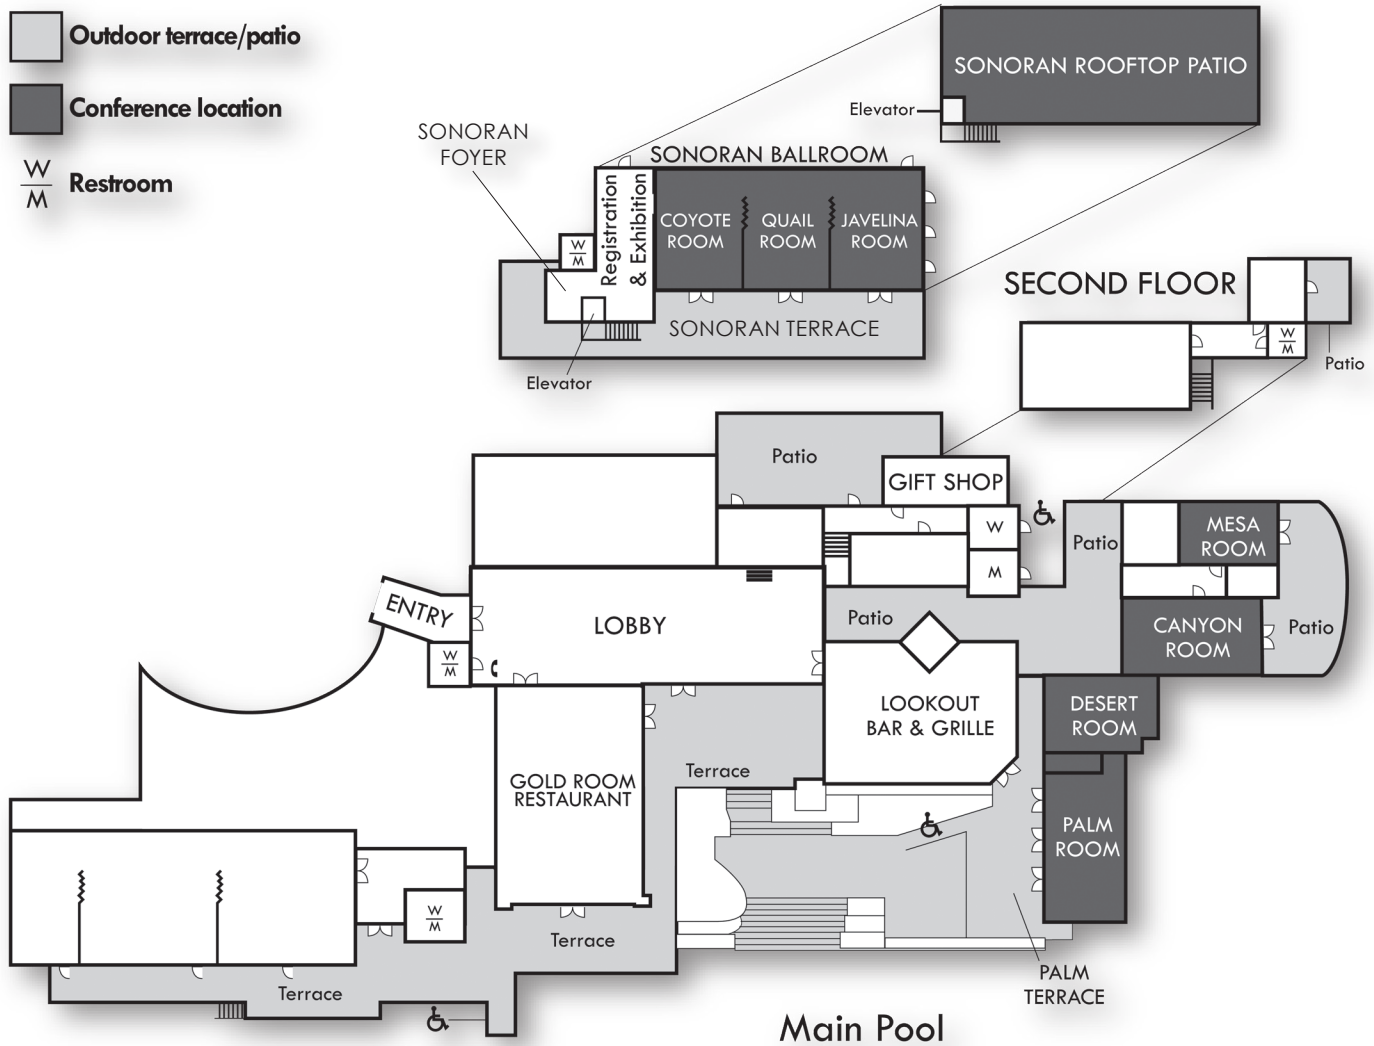 Outdoor terrace/patio
Conference location
W
M
Restroom
SONORAN ROOFTOP PATIO
Elevator
SONORAN
FOYER
SONORAN BALLROOM
Registration
& Exhibition
COYOTE
ROOM
QUAIL
ROOM
JAVELINA
ROOM
W
M
SONORAN TERRACE
Elevator
SECOND FLOOR
W
M
Patio
Patio
GIFT SHOP
W
M
Patio
MESA
ROOM
ENTRY
LOBBY
Patio
CANYON
ROOM
Patio
W
M
LOOKOUT
BAR & GRILLE
DESERT
ROOM
GOLD ROOM
RESTAURANT
Terrace
PALM
ROOM
W
M
Terrace
Terrace
PALM
TERRACE
Main Pool